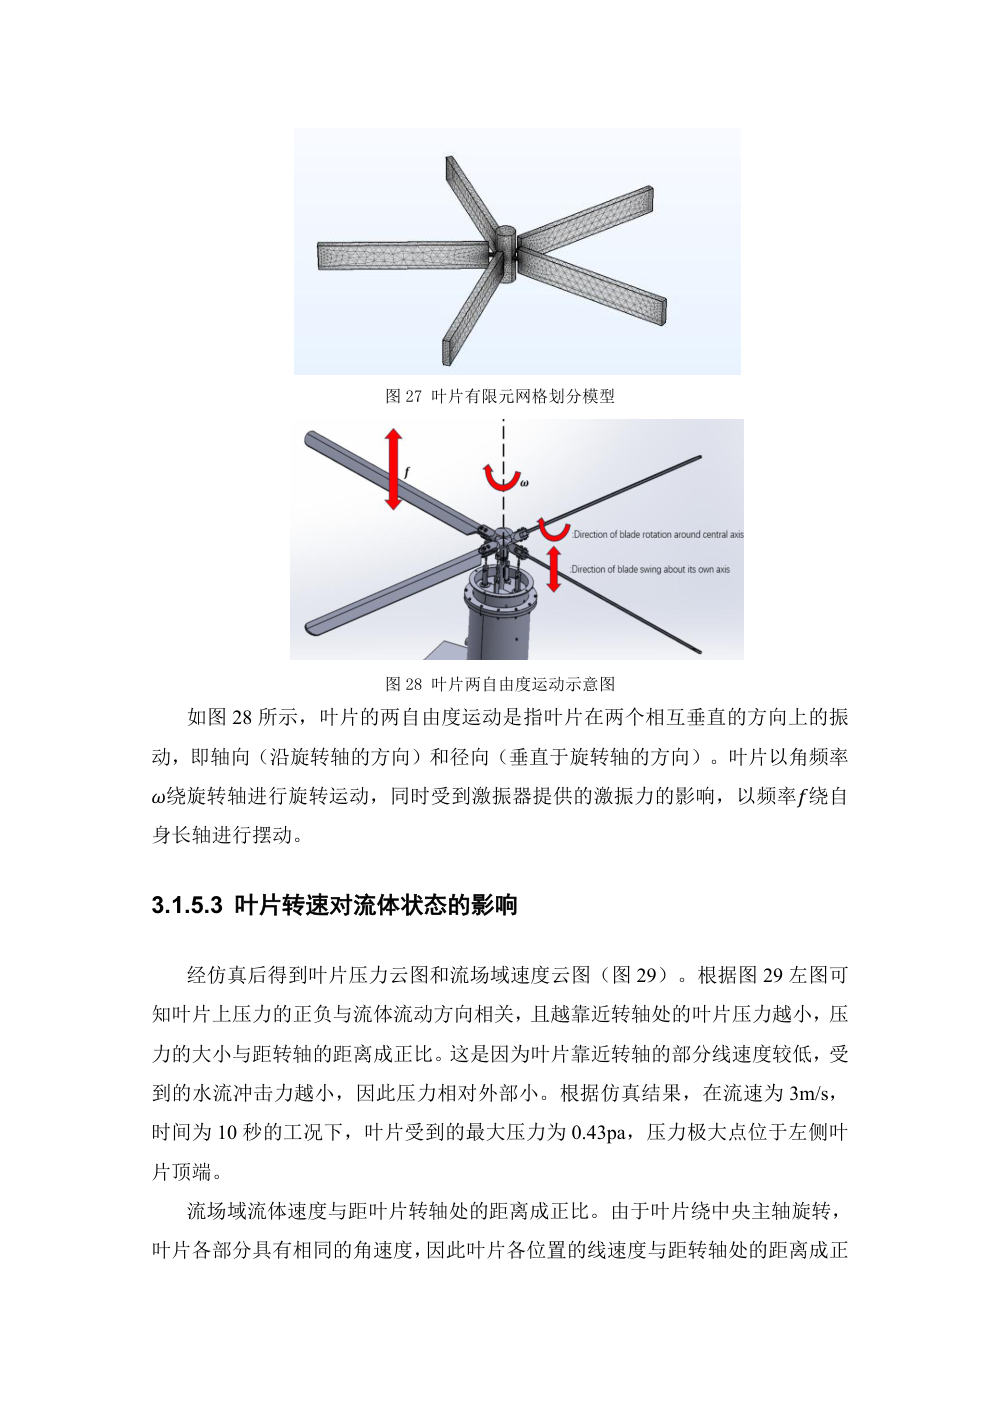 图 27 叶片有限元网格划分模型
f
ω
:Direction of blade rotation around central axis
:Direction of blade swing about its own axis
图 28 叶片两自由度运动示意图
如图 28 所示，叶片的两自由度运动是指叶片在两个相互垂直的方向上的振
动，即轴向（沿旋转轴的方向）和径向（垂直于旋转轴的方向）。叶片以角频率
ω绕旋转轴进行旋转运动，同时受到激振器提供的激振力的影响，以频率f绕自
身长轴进行摆动。
3.1.5.3 叶片转速对流体状态的影响
经仿真后得到叶片压力云图和流场域速度云图（图 29）。根据图 29 左图可
知叶片上压力的正负与流体流动方向相关，且越靠近转轴处的叶片压力越小，压
力的大小与距转轴的距离成正比。这是因为叶片靠近转轴的部分线速度较低，受
到的水流冲击力越小，因此压力相对外部小。根据仿真结果，在流速为 3m/s，
时间为 10 秒的工况下，叶片受到的最大压力为 0.43pa，压力极大点位于左侧叶
片顶端。
流场域流体速度与距叶片转轴处的距离成正比。由于叶片绕中央主轴旋转，
叶片各部分具有相同的角速度，因此叶片各位置的线速度与距转轴处的距离成正